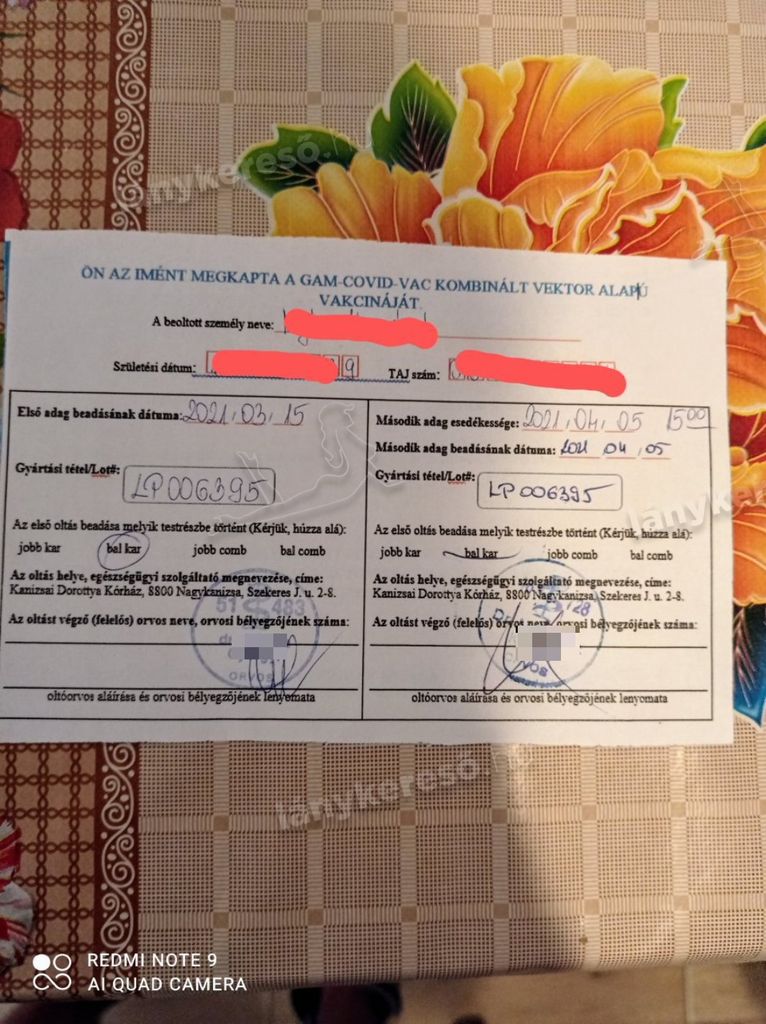 lánykereső.
ÖN AZ IMÉNT MEGKAPTA A GAM-COVID-VAC KOMBINÁLT VEKTOR ALAPÚ
VAKCINÁJÁT
A beoltott személy neve:
Születési dátum: 9 TAJ szám:
Első adag beadásának dátuma: 2021.03.15
Gyártási tétel/Lot#:
LP006395
Az első oltás beadása melyik testrészbe történt (Kérjük, húzza alá):
jobb kar bal kar jobb comb bal comb
Az oltás helye, egészségügyi szolgáltató megnevezése, címe:
Kanizsai Dorottya Kórház, 8800 Nagykanizsa, Szekeres J. u. 2-8.
Az oltást végző (felelős) orvos neve, orvosi bélyegzőjének száma:
ORVOS
oltóorvos aláírása és orvosi bélyegzőjének lenyomata
Második adag esedékessége: 2021.04.05 1500
Második adag beadásának dátuma: 2021 04.05
Gyártási tétel/Lot#:
LP006395
Az első oltás beadása melyik testrészbe történt (Kérjük, húzza alá):
jobb kar bal kar jobb comb bal comb
Az oltás helye, egészségügyi szolgáltató megnevezése, címe:
Kanizsai Dorottya Kórház, 8800 Nagykanizsa, Szekeres J. u. 2-8.
Az oltást végző (felelős) orvos neve, orvosi bélyegzőjének száma:
oltóorvos aláírása és orvosi bélyegzőjének lenyomata
lánykereső.
REDMI NOTE 9
AI QUAD CAMERA